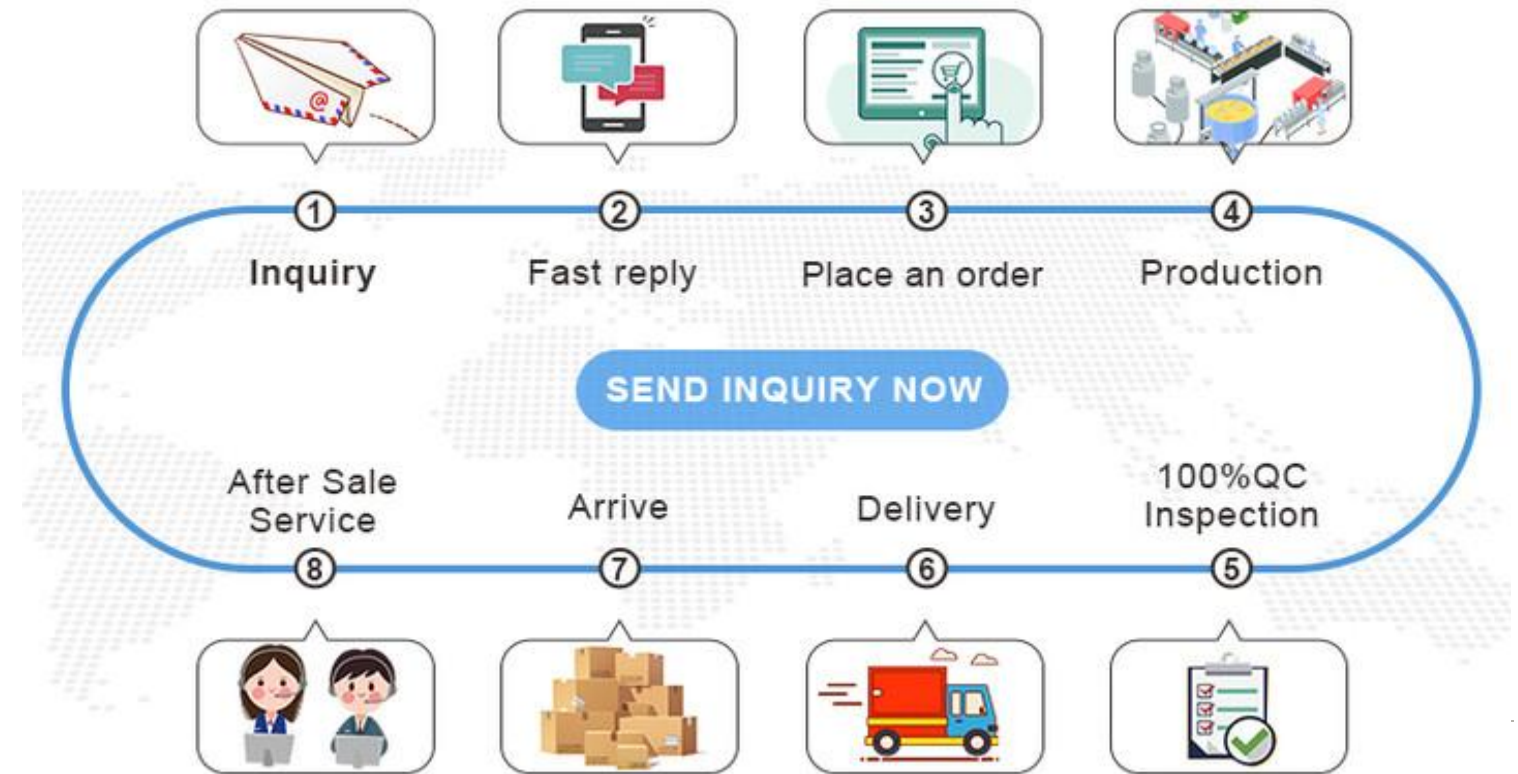 @
1
2
3
4
Inquiry
Fast reply
Place an order
Production
SEND INQUIRY NOW
After Sale
Service
Arrive
Delivery
100%QC
Inspection
8
7
6
5